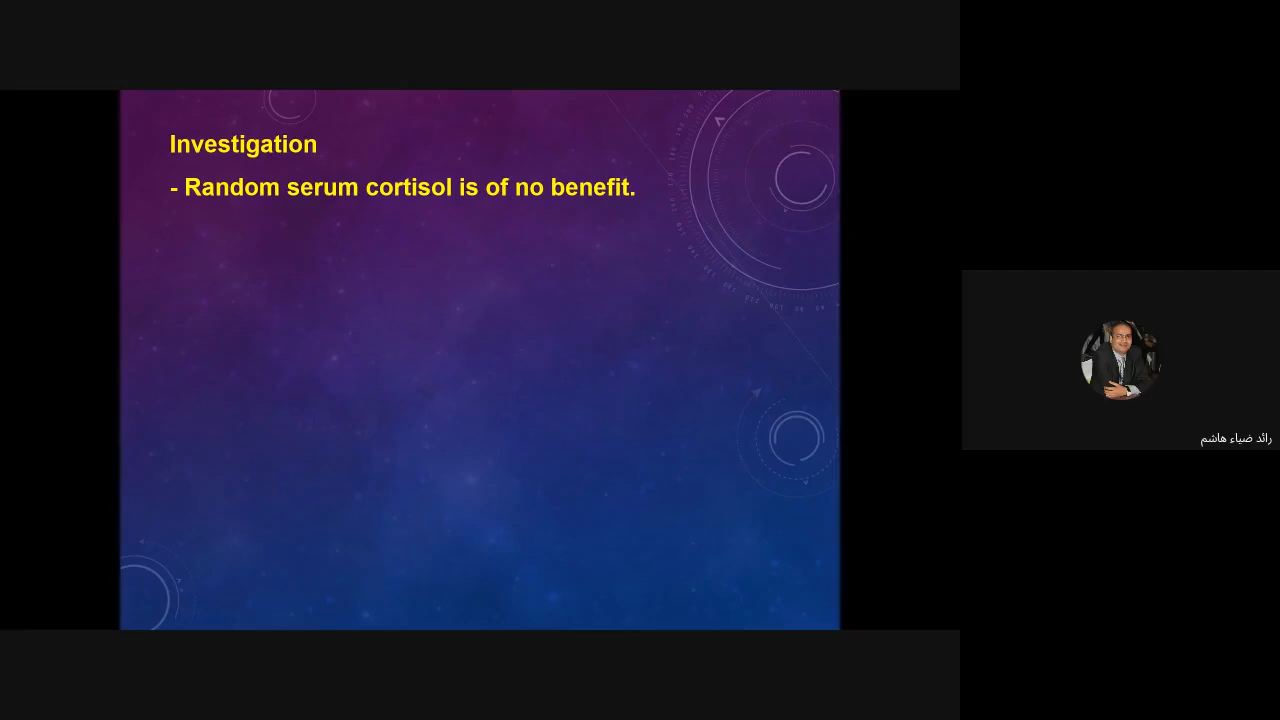 Investigation
- Random serum cortisol is of no benefit.
رائد ضياء هاشم